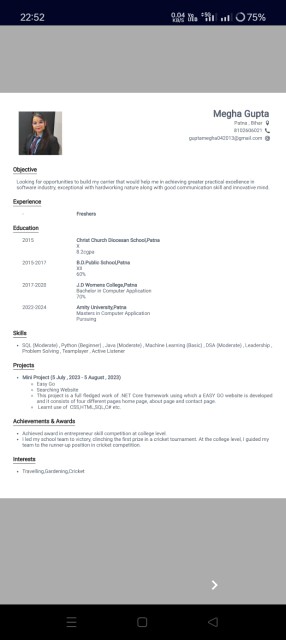 22:52
0.04 KB/S Vo 5G 75%
Megha Gupta
Patna , Bihar
8102606021
guptamegha042013@gmail.com
Objective
Looking for opportunities to build my career that would help me in achieving greater practical excellence in
software industry, exceptional with hardworking nature along with good communication skill and innovative mind.
Experience
- Freshers
Education
2015 Christ Church Diocesan School,Patna
X
8.2cgpa
2015-2017 B.D.Public School,Patna
XII
60%
2017-2020 J.D Womens College,Patna
Bachelor in Computer Application
70%
2022-2024 Amity University,Patna
Masters in Computer Application
Pursuing
Skills
• SQL (Moderate) , Python (Beginner) , Java (Moderate) , Machine Learning (Basic) , DSA (Moderate) , Leadership ,
Problem Solving , Teamplayer , Active Listener
Projects
• Mini Project (5 July , 2023 - 5 August , 2023)
Easy Go
Searching Website
This project is a full fledged work of .NET Core framework using which a EASY GO website is developed
and it consists of four different pages home page, about page and contact page.
Learnt use of CSS,HTML,SQL,C# etc.
Achievements & Awards
• Achieved award in entrepreneur skill competition at college level.
• I led my school team to victory, clinching the first prize in a cricket tournament. At the college level, I guided my
team to the runner-up position in cricket competition.
Interests
• Travelling,Gardening,Cricket